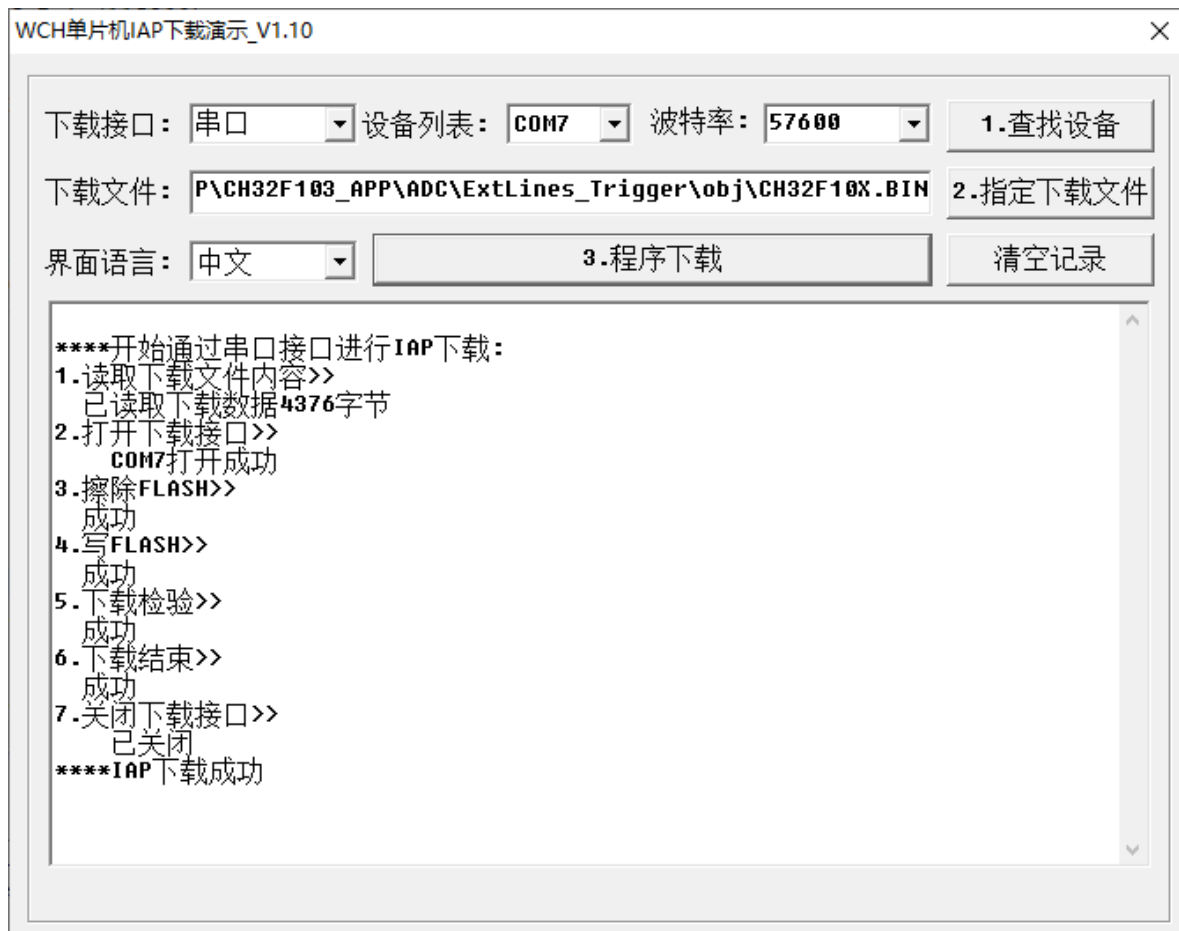 WCH单片机IAP下载演示_V1.10
下载接口: 串口 设备列表: COM7 波特率: 57600 1.查找设备
下载文件: P\CH32F103_APP\ADC\ExtLines_Trigger\obj\CH32F10X.BIN 2.指定下载文件
界面语言: 中文 3.程序下载 清空记录
****开始通过串口接口进行IAP下载:
1.读取下载文件内容>>
已读取下载数据4376字节
2.打开下载接口>>
COM7打开成功
3.擦除FLASH>>
成功
4.写FLASH>>
成功
5.下载检验>>
成功
6.下载结束>>
成功
7.关闭下载接口>>
已关闭
****IAP下载成功